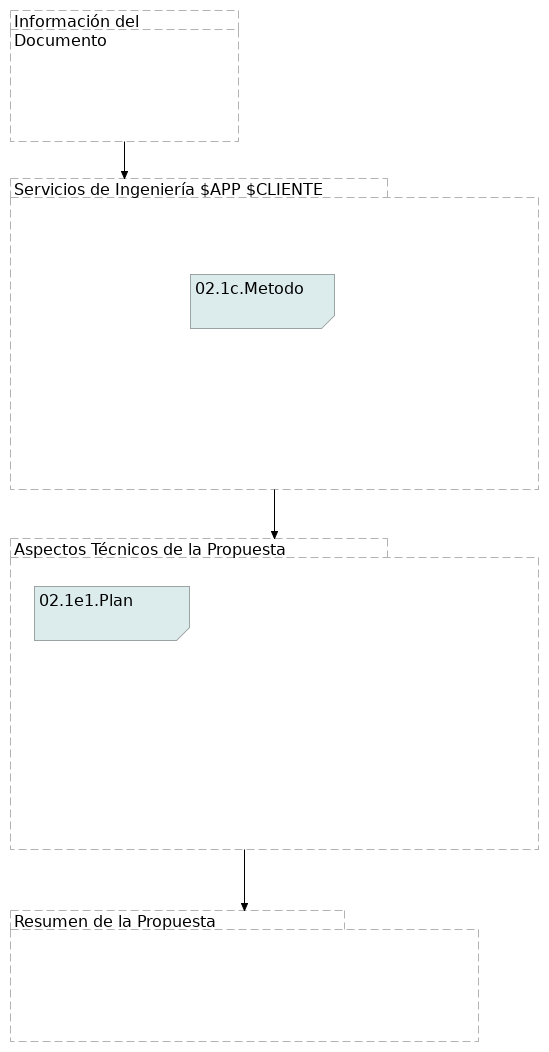 Información del
Documento
Servicios de Ingeniería $APP $CLIENTE
02.1c.Metodo
Aspectos Técnicos de la Propuesta
02.1e1.Plan
Resumen de la Propuesta